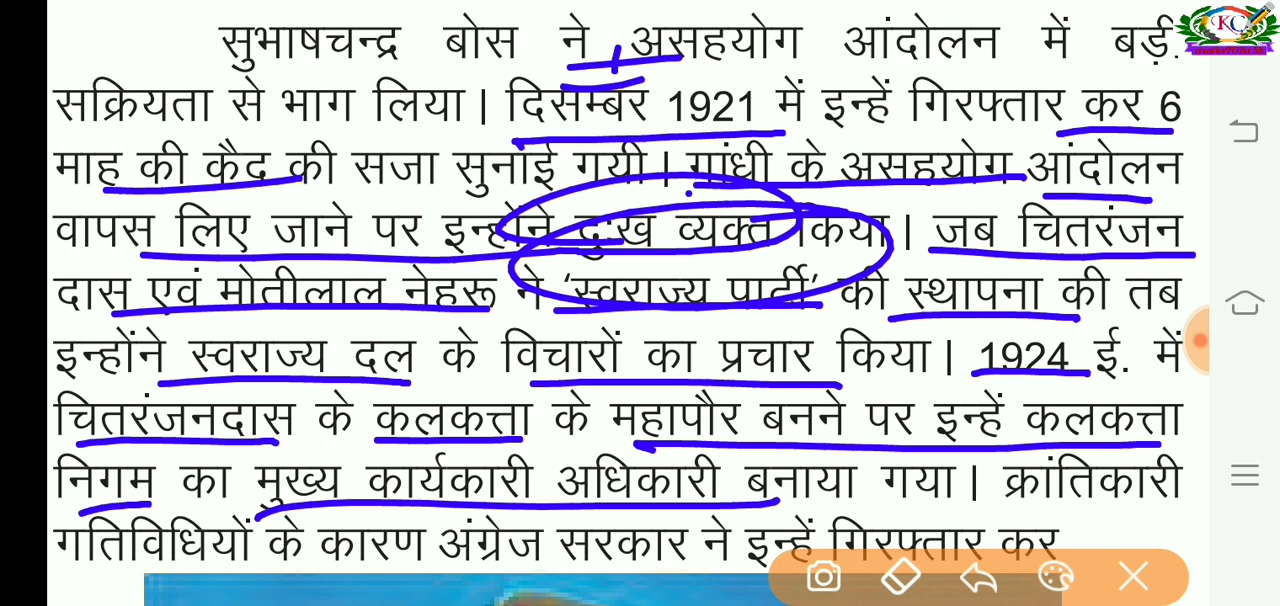 सुभाषचन्द्र बोस ने असहयोग आंदोलन में बड़ी
सक्रियता से भाग लिया। दिसम्बर 1921 में इन्हें गिरफ्तार कर 6
माह की कैद की सजा सुनाई गयी। गांधी के असहयोग आंदोलन
वापस लिए जाने पर इन्होंने दुःख व्यक्त किया। जब चितरंजन
दास एवं मोतीलाल नेहरू ने ‘स्वराज्य पार्टी’ की स्थापना की तब
इन्होंने स्वराज्य दल के विचारों का प्रचार किया। 1924 ई. में
चितरंजनदास के कलकत्ता के महापौर बनने पर इन्हें कलकत्ता
निगम का मुख्य कार्यकारी अधिकारी बनाया गया। क्रांतिकारी
गतिविधियों के कारण अंग्रेज सरकार ने इन्हें गिरफ्तार कर
KC